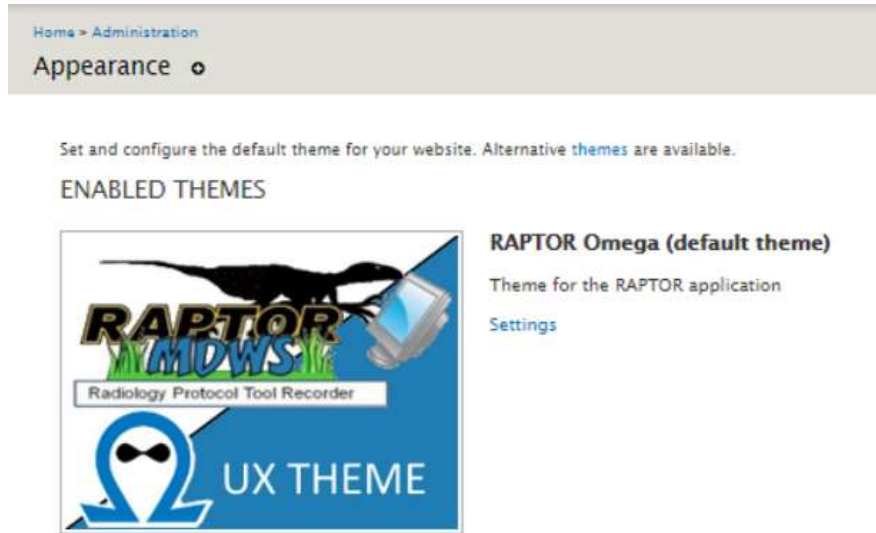 Home » Administration
Appearance
Set and configure the default theme for your website. Alternative themes are available.
ENABLED THEMES
RAPTOR
MDWS
Radiology Protocol Tool Recorder
UX THEME
RAPTOR Omega (default theme)
Theme for the RAPTOR application
Settings